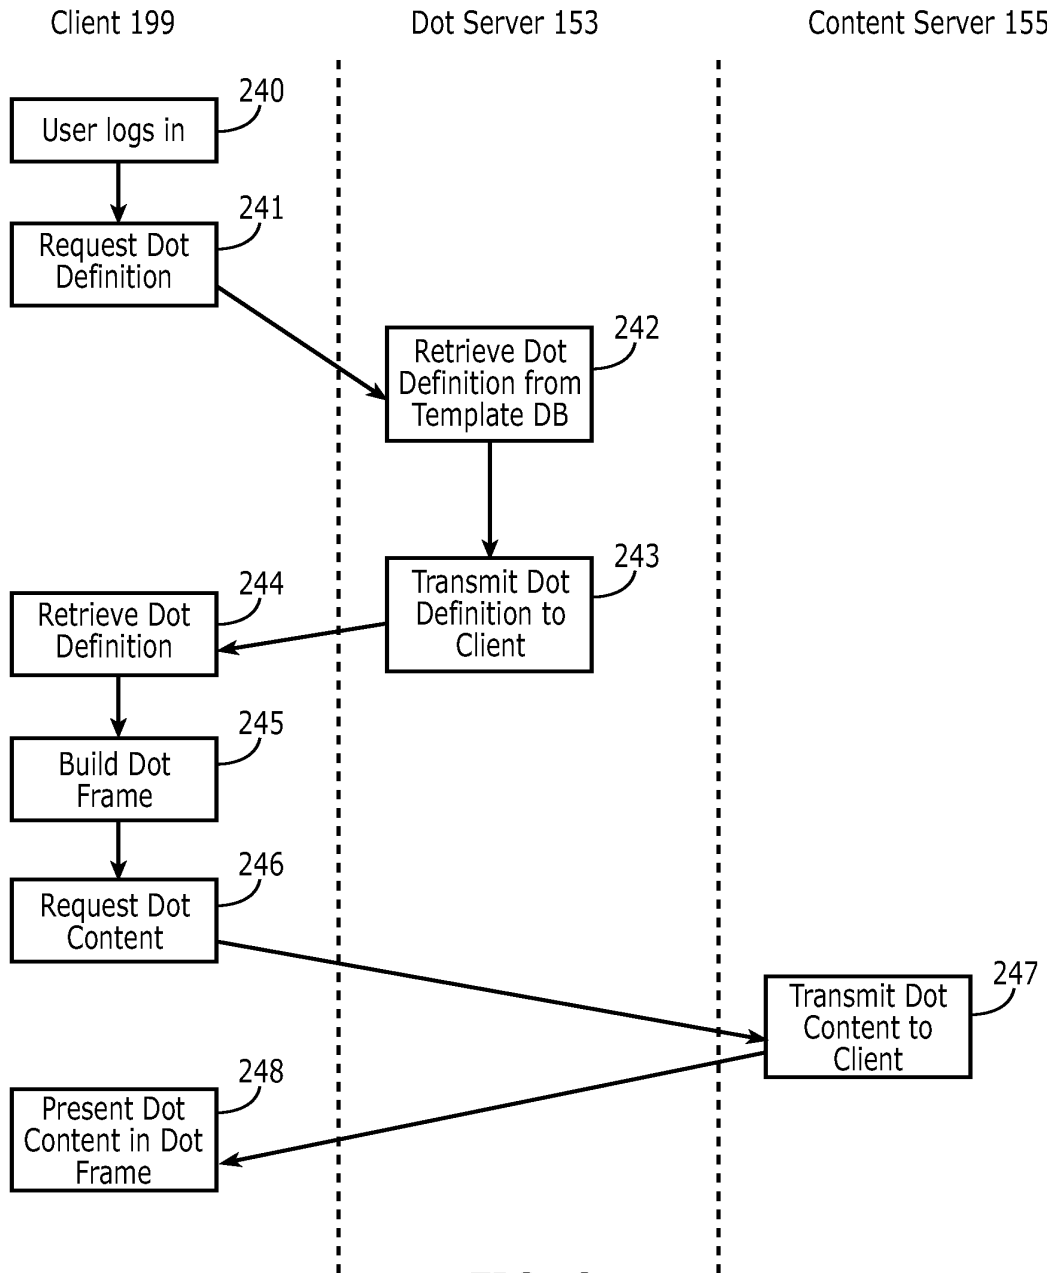 Client 199
Dot Server 153
Content Server 155
240
User logs in
241
Request Dot
Definition
242
Retrieve Dot
Definition from
Template DB
243
Transmit Dot
Definition to
Client
244
Retrieve Dot
Definition
245
Build Dot
Frame
246
Request Dot
Content
247
Transmit Dot
Content to
Client
248
Present Dot
Content in Dot
Frame